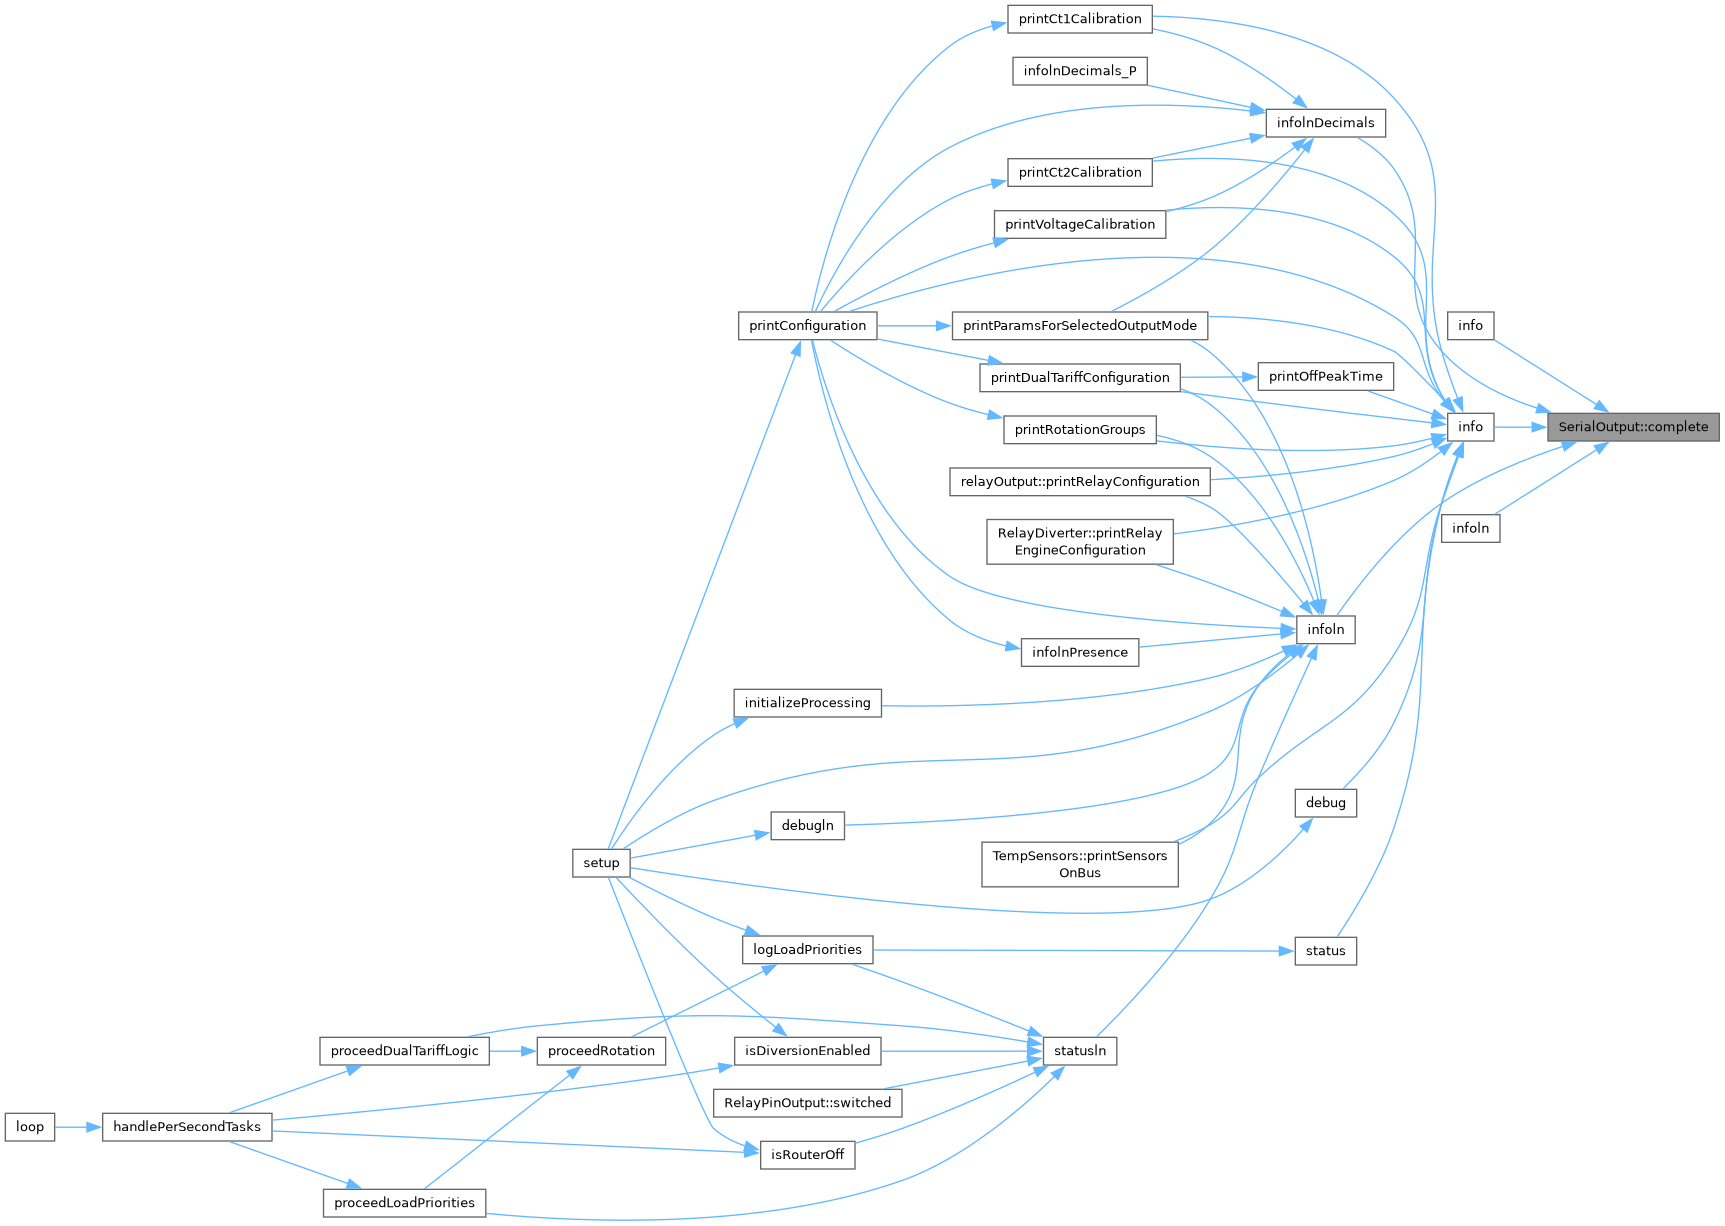 printCt1Calibration
infolnDecimals_P
infolnDecimals
printCt2Calibration
printVoltageCalibration
printConfiguration
printParamsForSelectedOutputMode
info
printDualTariffConfiguration
printOffPeakTime
printRotationGroups
info
SerialOutput::complete
relayOutput::printRelayConfiguration
RelayDiverter::printRelay
EngineConfiguration
infoln
infoln
infolnPresence
initializeProcessing
debug
debugln
setup
TempSensors::printSensors
OnBus
logLoadPriorities
status
proceedDualTariffLogic
proceedRotation
isDiversionEnabled
statusln
RelayPinOutput::switched
loop
handlePerSecondTasks
isRouterOff
proceedLoadPriorities